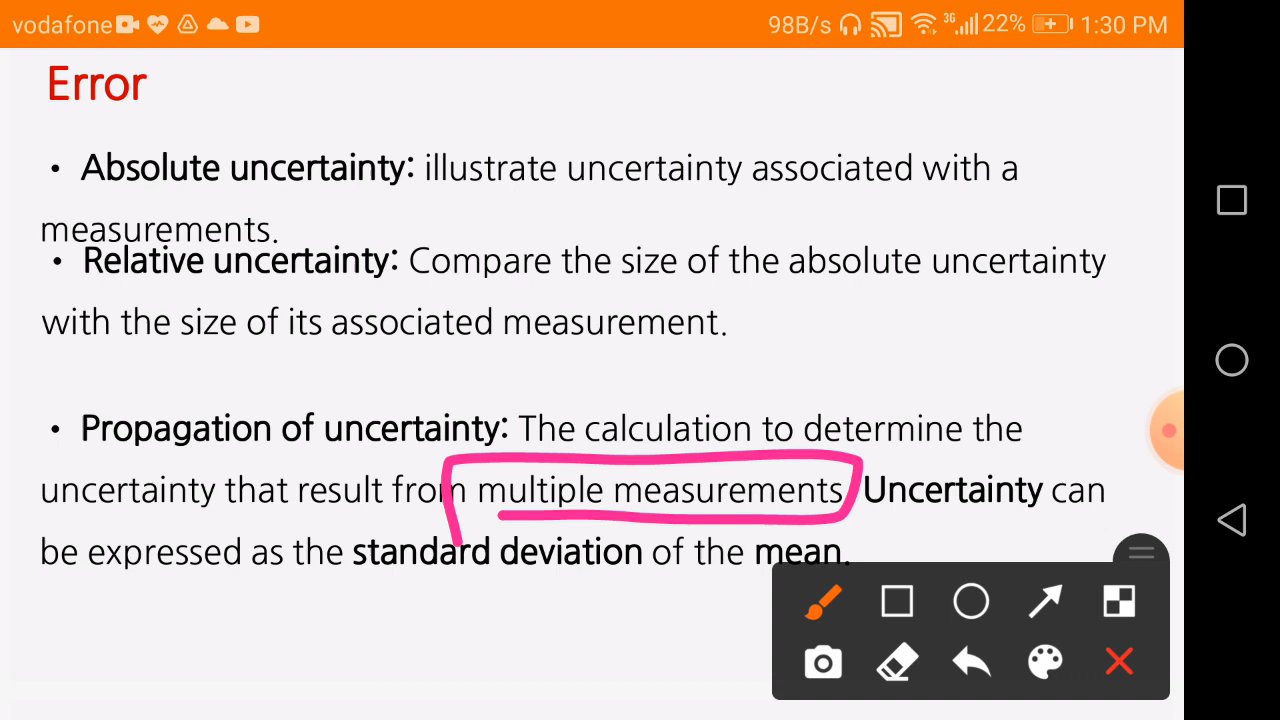 vodafone 98B/s 3G 22% 1:30 PM
Error
• Absolute uncertainty: illustrate uncertainty associated with a
measurements.
• Relative uncertainty: Compare the size of the absolute uncertainty
with the size of its associated measurement.
• Propagation of uncertainty: The calculation to determine the
uncertainty that result from multiple measurements Uncertainty can
be expressed as the standard deviation of the mean.